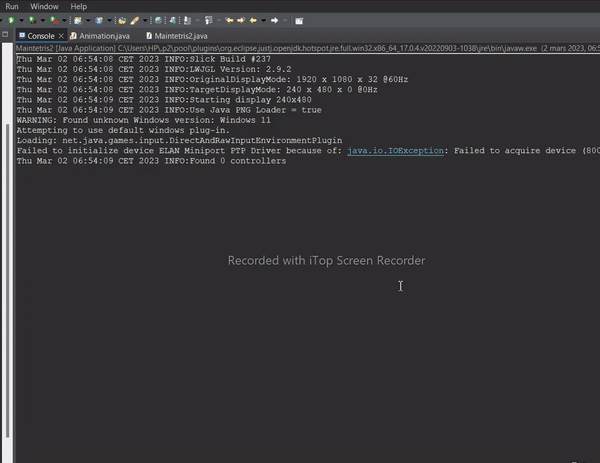 Run Window Help
Console Animation.java Maintetris2.java
Maintetris2 [Java Application] C:\Users\HP\.p2\pool\plugins\org.eclipse.justj.openjdk.hotspot.jre.full.win32.x86_64_17.0.4.v20220903-1038\jre\bin\javaw.exe (2 mars 2023, 06:5
Thu Mar 02 06:54:08 CET 2023 INFO:Slick Build #237
Thu Mar 02 06:54:08 CET 2023 INFO:LWJGL Version: 2.9.2
Thu Mar 02 06:54:08 CET 2023 INFO:OriginalDisplayMode: 1920 x 1080 x 32 @60Hz
Thu Mar 02 06:54:08 CET 2023 INFO:TargetDisplayMode: 240 x 480 x 0 @0Hz
Thu Mar 02 06:54:09 CET 2023 INFO:Starting display 240x480
Thu Mar 02 06:54:09 CET 2023 INFO:Use Java PNG Loader = true
WARNING: Found unknown Windows version: Windows 11
Attempting to use default windows plug-in.
Loading: net.java.games.input.DirectAndRawInputEnvironmentPlugin
Failed to initialize device ELAN Miniport PTP Driver because of: java.io.IOException: Failed to acquire device (800
Thu Mar 02 06:54:09 CET 2023 INFO:Found 0 controllers
Recorded with iTop Screen Recorder